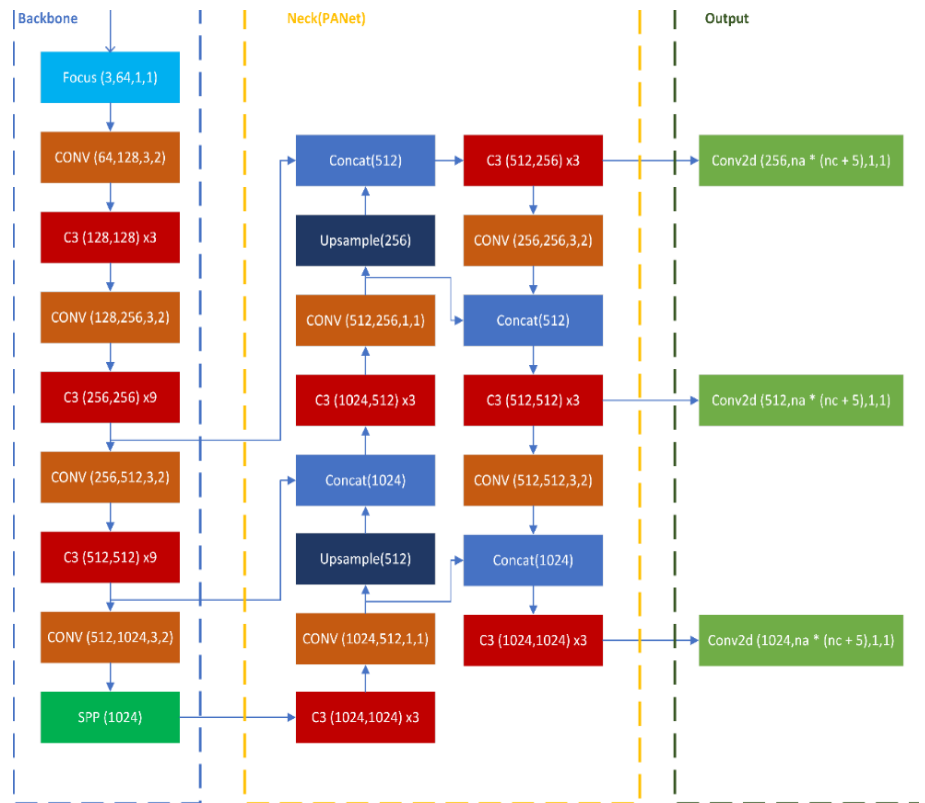 Backbone
Focus (3,64,1,1)
CONV (64,128,3,2)
C3 (128,128) x3
CONV (128,256,3,2)
C3 (256,256) x9
CONV (256,512,3,2)
C3 (512,512) x9
CONV (512,1024,3,2)
SPP (1024)
Neck(PANet)
Concat(512)
Upsample(256)
CONV (512,256,1,1)
C3 (1024,512) x3
Concat(1024)
Upsample(512)
CONV (1024,512,1,1)
C3 (1024,1024) x3
C3 (512,256) x3
CONV (256,256,3,2)
Concat(512)
C3 (512,512) x3
CONV (512,512,3,2)
Concat(1024)
C3 (1024,1024) x3
Output
Conv2d (256,na * (nc + 5),1,1)
Conv2d (512,na * (nc + 5),1,1)
Conv2d (1024,na * (nc + 5),1,1)